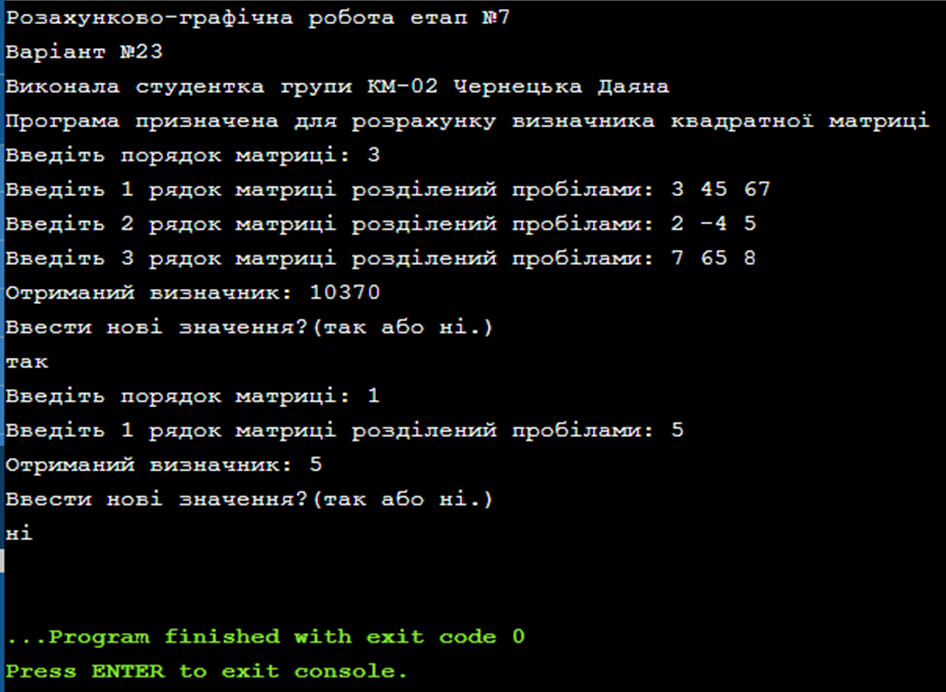 Розахунково-графічна робота етап №7
Варіант №23
Виконала студентка групи КМ-02 Чернецька Даяна
Програма призначена для розрахунку визначника квадратної матриці
Введіть порядок матриці: 3
Введіть 1 рядок матриці розділений пробілами: 3 45 67
Введіть 2 рядок матриці розділений пробілами: 2 -4 5
Введіть 3 рядок матриці розділений пробілами: 7 65 8
Отриманий визначник: 10370
Ввести нові значення?(так або ні.)
так
Введіть порядок матриці: 1
Введіть 1 рядок матриці розділений пробілами: 5
Отриманий визначник: 5
Ввести нові значення?(так або ні.)
ні
...Program finished with exit code 0
Press ENTER to exit console.